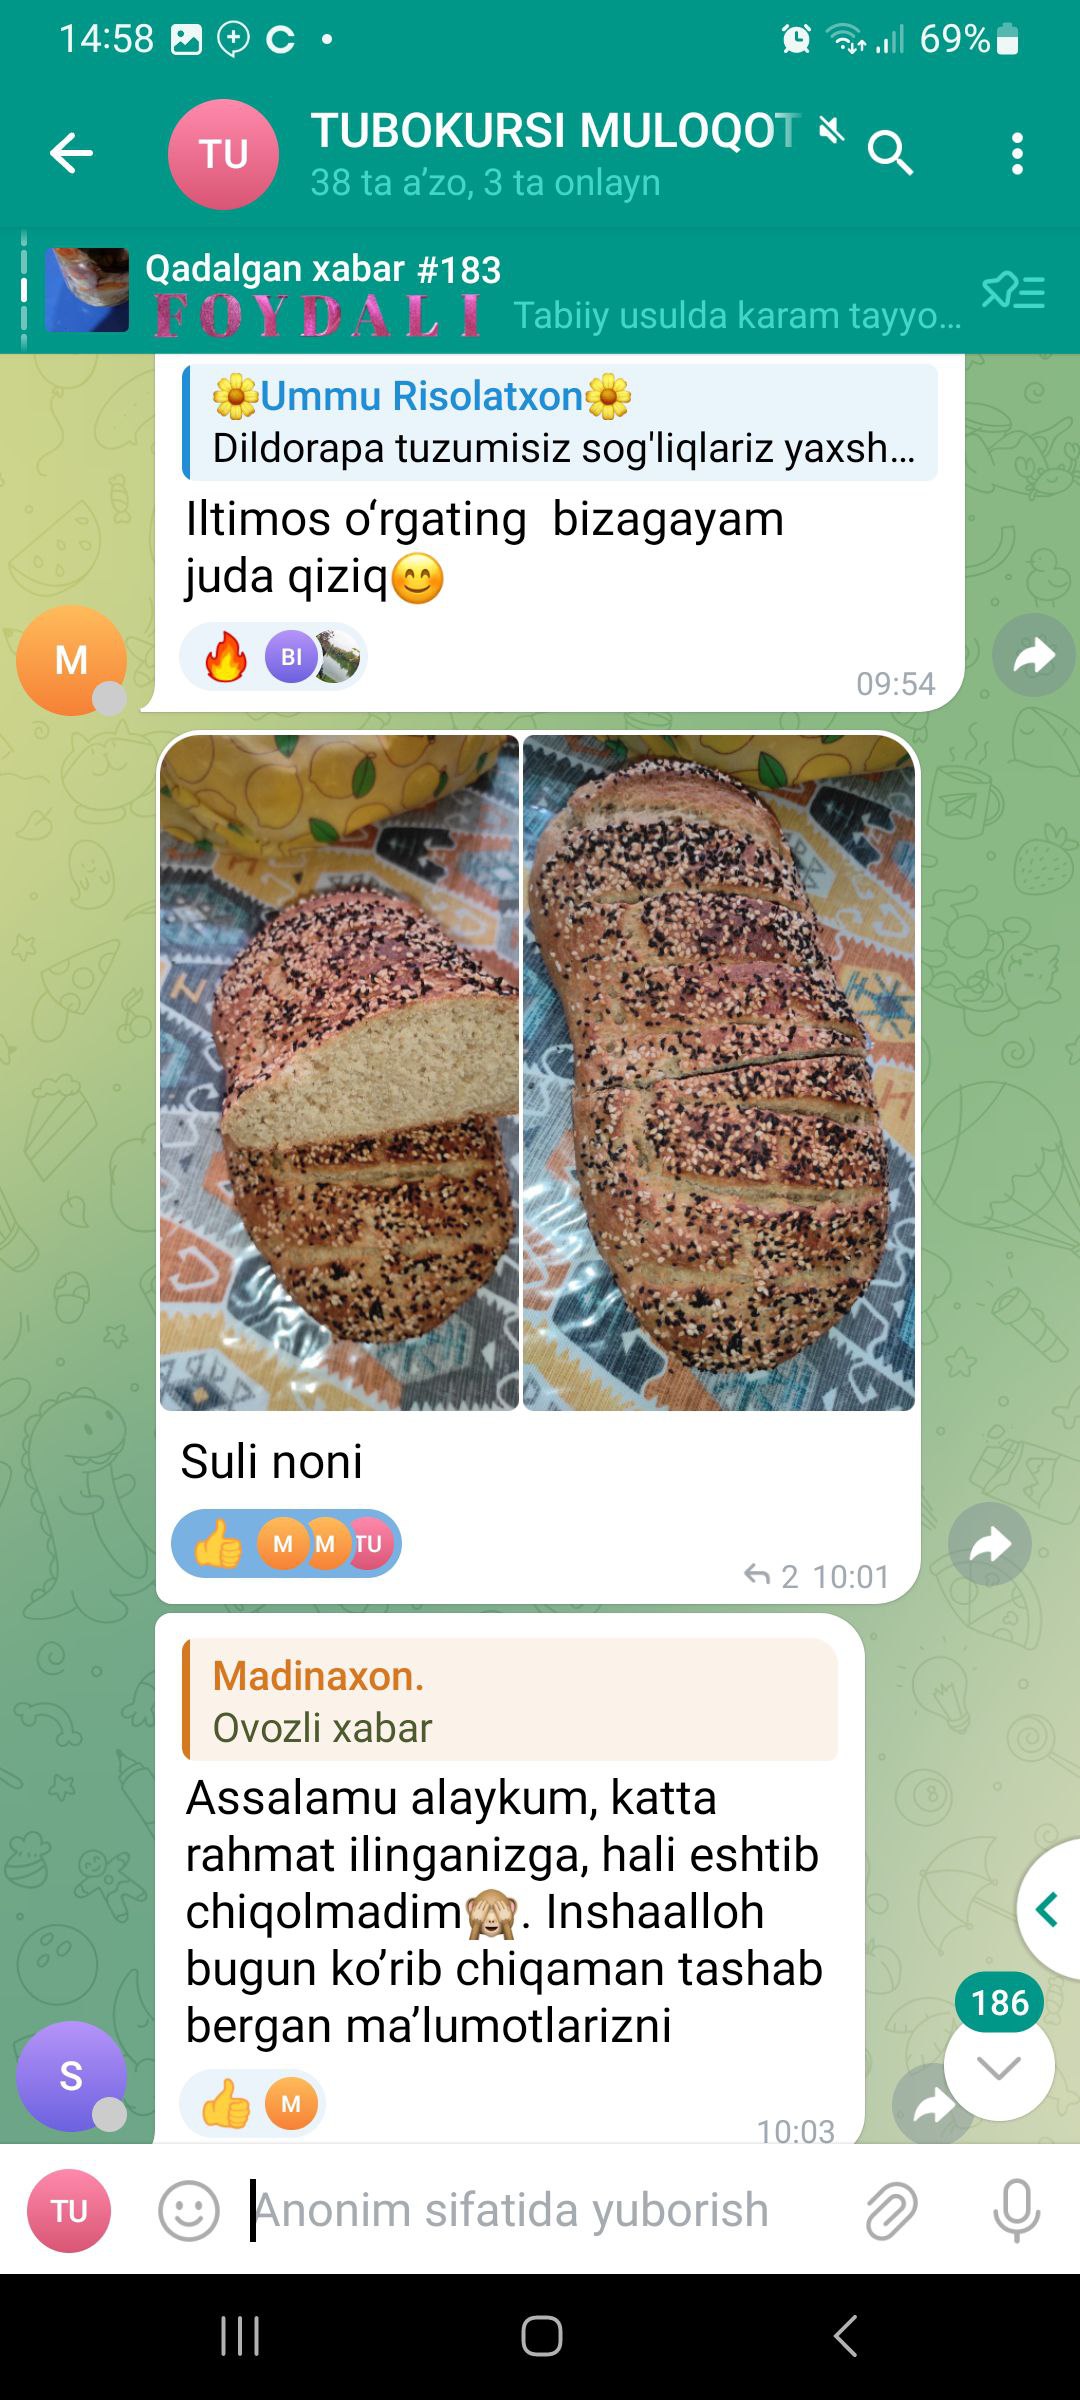 14:58
69%
TU
TUBOKURSI MULOQOT
38 ta a’zo, 3 ta onlayn
Qadalgan xabar #183
FOYDALI Tabiiy usulda karam tayyo...
🌼Ummu Risolatxon🌼
Dildorapa tuzumisiz sog'liqlariz yaxsh...
Iltimos o‘rgating bizagayam
juda qiziq😊
M
🔥 BI
09:54
Suli noni
👍 M M TU
2 10:01
Madinaxon.
Ovozli xabar
Assalamu alaykum, katta
rahmat ilinganizga, hali eshtib
chiqolmadim🙈. Inshaalloh
bugun ko’rib chiqaman tashab
bergan ma’lumotlarizni
186
S
👍 M
10:03
TU
Anonim sifatida yuborish